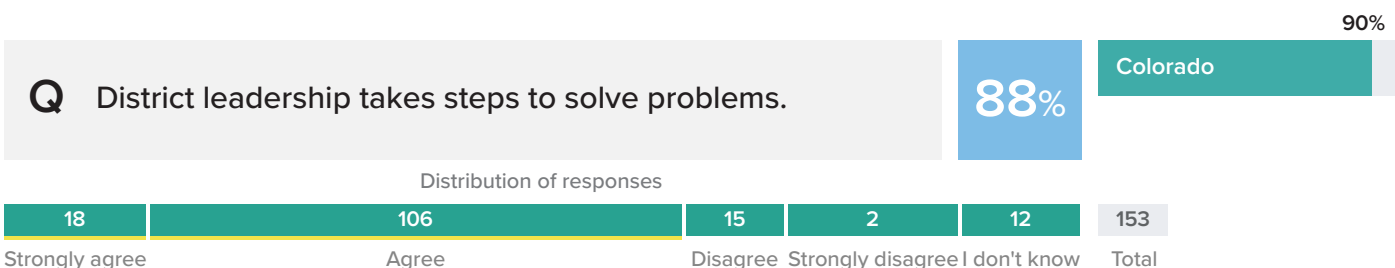 90%
Q District leadership takes steps to solve problems.
88%
Colorado
Distribution of responses
18 106 15 2 12 153
Strongly agree Agree Disagree Strongly disagree I don't know Total